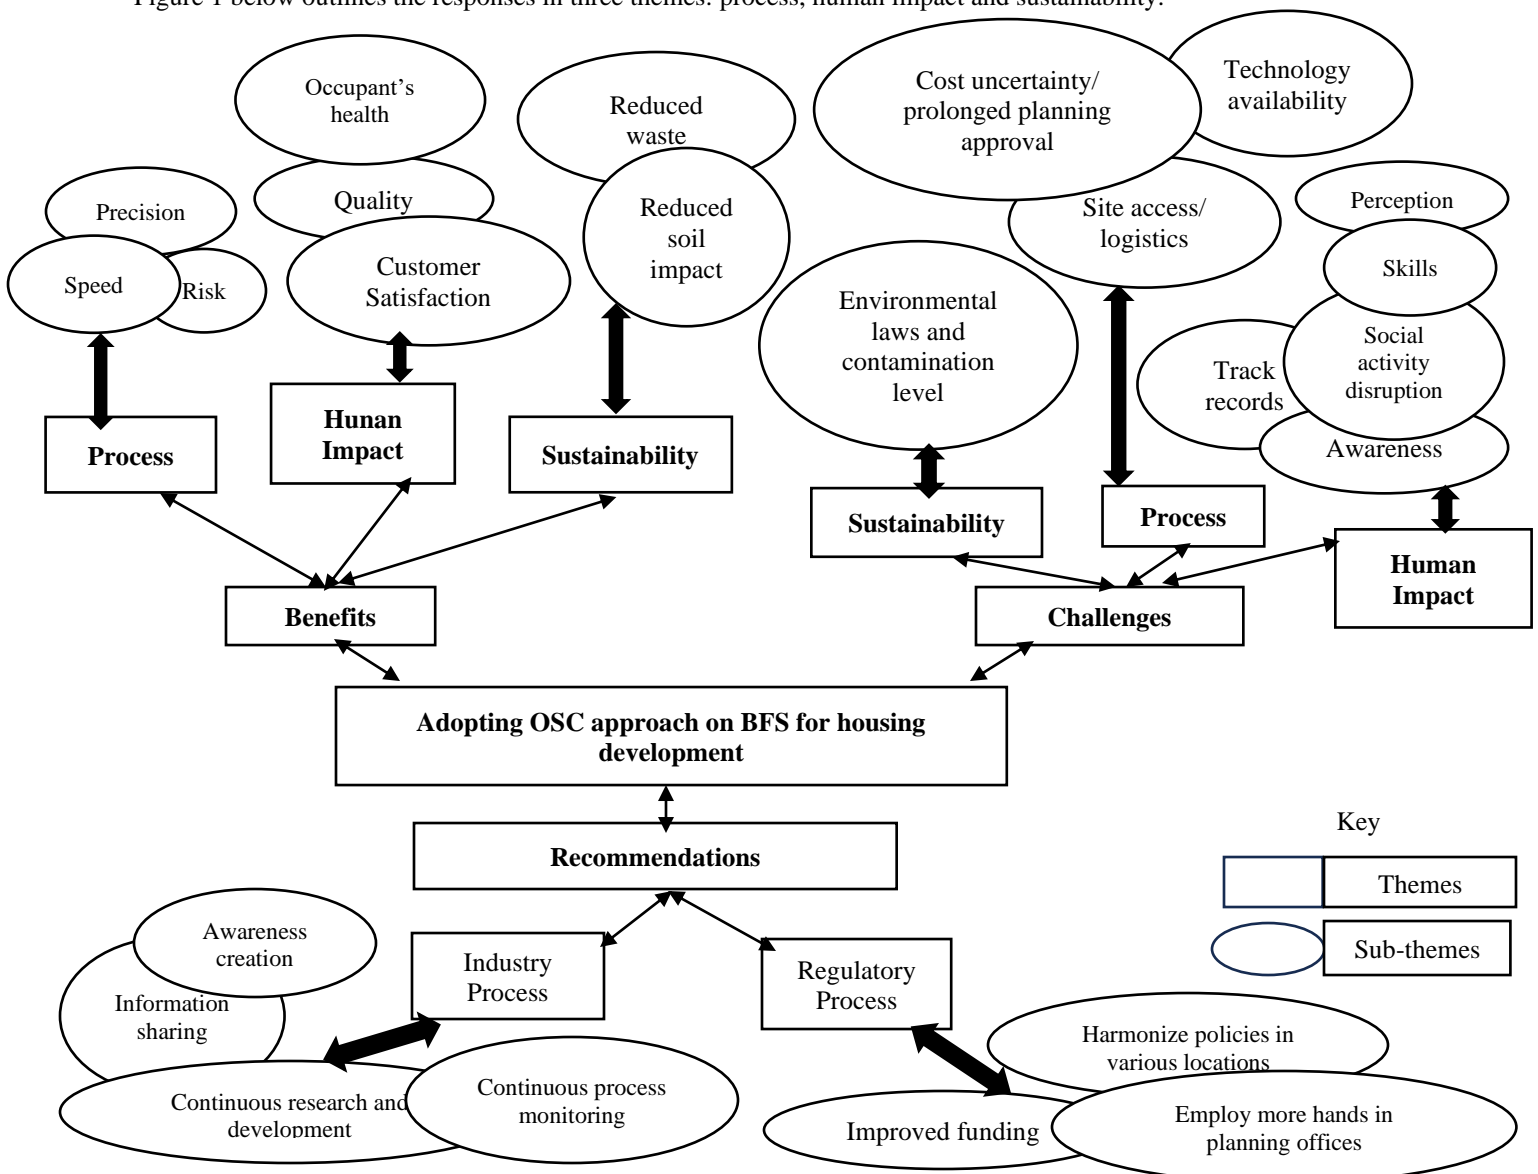 Figure 1 below outlines the responses in three themes: process, human impact and sustainability.
Occupant's
health
Reduced
waste
Cost uncertainty/
prolonged planning
approval
Technology
availability
Precision
Quality
Reduced
soil
impact
Site access/
logistics
Perception
Speed
Risk
Customer
Satisfaction
Skills
Environmental
laws and
contamination
level
Track
records
Social
activity
disruption
Awareness
Process
Hunan
Impact
Sustainability
Sustainability
Process
Human
Impact
Benefits
Challenges
Adopting OSC approach on BFS for housing
development
Recommendations
Key
Themes
Sub-themes
Awareness
creation
Information
sharing
Industry
Process
Regulatory
Process
Continuous research and
development
Continuous process
monitoring
Harmonize policies in
various locations
Improved funding
Employ more hands in
planning offices